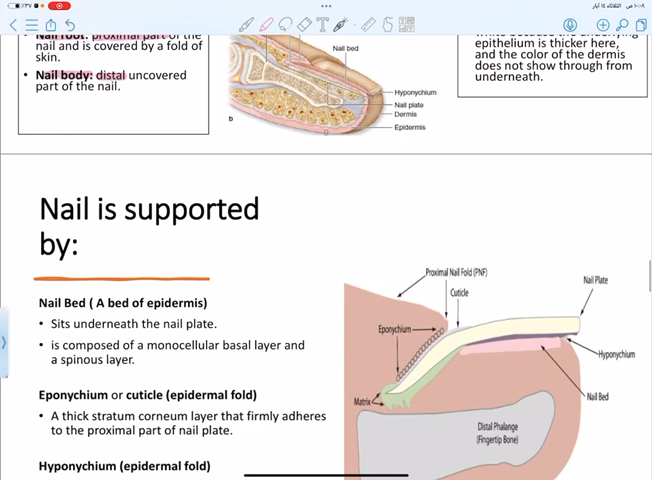 ١٠:٠٨ ص الثلاثاء ١٤ أيار
Nail root: proximal part of the
nail and is covered by a fold of
skin.
• Nail body: distal uncovered
part of the nail.
Nail bed
Hyponychium
Nail plate
Dermis
Epidermis
b
epithelium is thicker here,
and the color of the dermis
does not show through from
underneath.
Nail is supported
by:
Nail Bed ( A bed of epidermis)
• Sits underneath the nail plate.
• is composed of a monocellular basal layer and
a spinous layer.
Eponychium or cuticle (epidermal fold)
• A thick stratum corneum layer that firmly adheres
to the proximal part of nail plate.
Hyponychium (epidermal fold)
Proximal Nail Fold (PNF)
Cuticle
Nail Plate
Eponychium
Hyponychium
Nail Bed
Matrix
Distal Phalange
(Fingertip Bone)